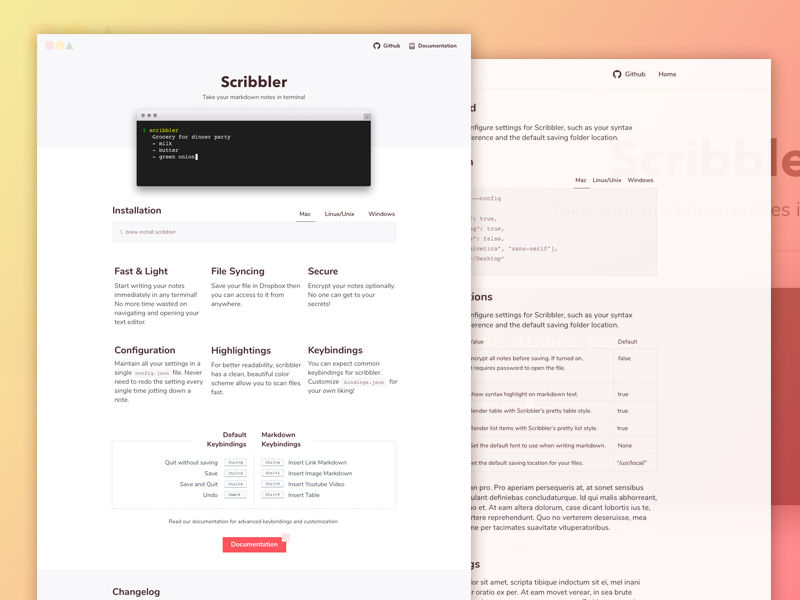 Github
Documentation
Scribbler
Take your markdown notes in terminal
$ scribbler
Grocery for dinner party
- milk
- butter
- green onion
Installation
Mac
Linux/Unix
Windows
$ brew install scribbler
Fast & Light
Start writing your notes
immediately in any terminal!
No more time wasted on
navigating and opening your
text editor.
File Syncing
Save your file in Dropbox then
you can access to it from
anywhere.
Secure
Encrypt your notes optionally.
No one can get to your
secrets!
Configuration
Maintain all your settings in a
single config.json file. Never
need to redo the setting every
single time jotting down a
note.
Highlightings
For better readability, scribbler
has a clean, beautiful color
scheme allow you to scan files
fast.
Keybindings
You can expect common
keybindings for scribbler.
Customize bindings.json for
your own liking!
Default
Keybindings
Quit without saving
Save
Save and Quit
Undo
Markdown
Keybindings
Insert Link Markdown
Insert Image Markdown
Insert Youtube Video
Insert Table
Read our documentation for advanced keybindings and customization
Documentation
Changelog
Github
Home
d
nfigure settings for Scribbler, such as your syntax
erence and the default saving folder location.
n
Mac
Linux/Unix
Windows
--config
": true,
g": true,
": false,
elvetica", "sans-serif"],
/Desktop"
tions
nfigure settings for Scribbler, such as your syntax
erence and the default saving folder location.
Value
Default
ncrypt all notes before saving. If turned on,
t requires password to open the file.
false
Show syntax highlight on markdown text.
true
Render table with Scribbler's pretty table style.
true
Render list items with Scribbler's pretty list style.
true
Set the default font to use when writing markdown.
None
Set the default saving location for your files.
"/usr/local/"
an pro. Pro aperiam persequeris at, at sonet sensibus
ulant definiebas concludaturque. Id qui malis abhorreant,
uo et. At eam altera dolorum, case dicant lobortis ius te,
rtere reprehendunt. Quo no verterem deseruisse, mea
me per tacimates suavitate vituperatoribus.
gs
lor sit amet, scripta tibique indoctum sit ei, mel inani
r oratio ex per. At eam movet verear, in sea brute
Scribble
Take your markdown notes i
r dinner pa